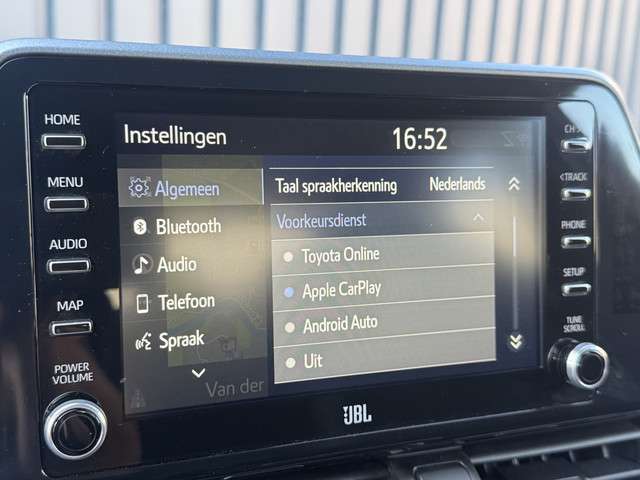 HOME
MENU
AUDIO
MAP
POWER
VOLUME
Instellingen
16:52
Algemeen
Bluetooth
Audio
Telefoon
Spraak
Van der
Taal spraakherkenning Nederlands
Voorkeursdienst
Toyota Online
Apple CarPlay
Android Auto
Uit
CH
<TRACK
PHONE
SETUP
TUNE
SCROLL
JBL